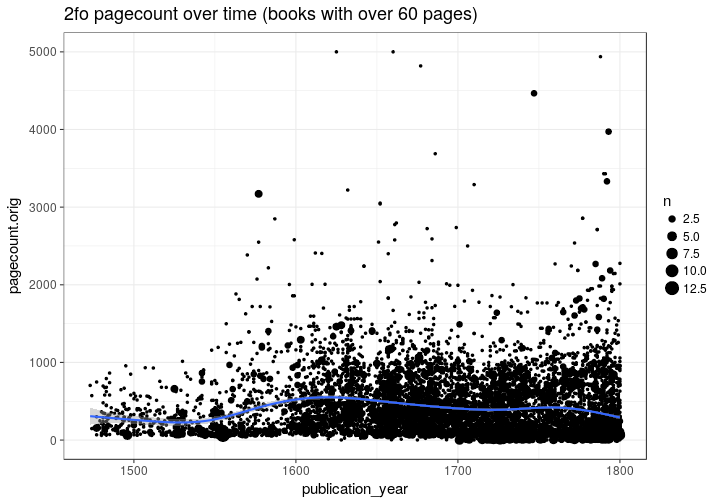 2fo pagecount over time (books with over 60 pages)
5000
4000
3000
2000
1000
0
pagecount.orig
1500 1600 1700 1800
publication_year
n
2.5
5.0
7.5
10.0
12.5